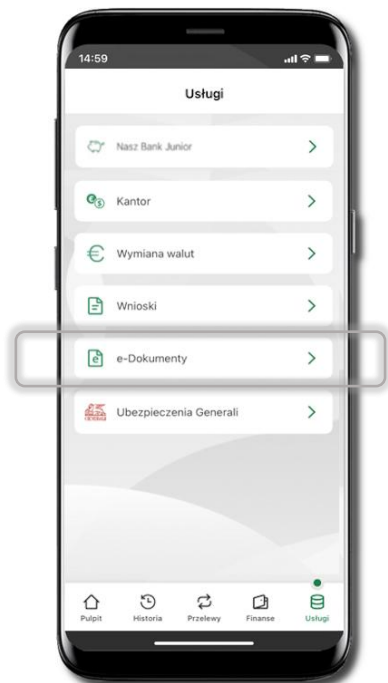 14:59
Usługi
Nasz Bank Junior
Kantor
Wymiana walut
Wnioski
e-Dokumenty
Ubezpieczenia Generali
Pulpit
Historia
Przelewy
Finanse
Usługi